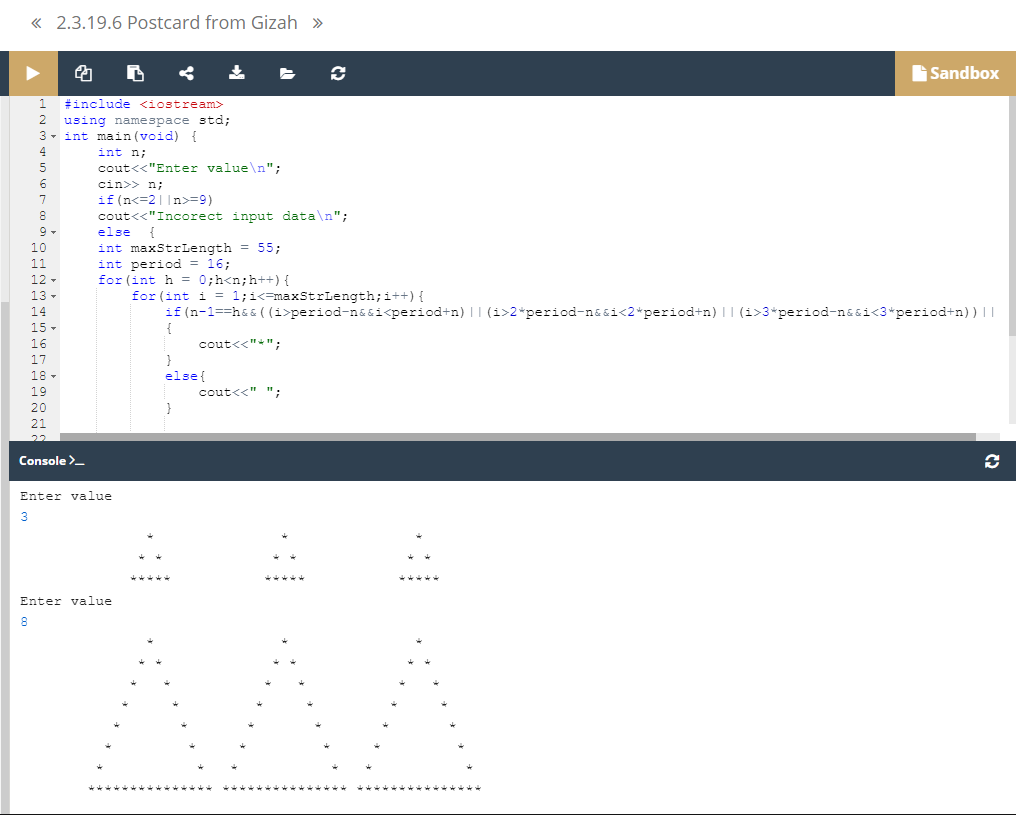 « 2.3.19.6 Postcard from Gizah »
Sandbox
1 #include <iostream>
2 using namespace std;
3 int main(void) {
4 int n;
5 cout<<"Enter value\n";
6 cin>> n;
7 if(n<=2||n>=9)
8 cout<<"Incorect input data\n";
9 else {
10 int maxStrLength = 55;
11 int period = 16;
12 for(int h = 0;h<n;h++){
13 for(int i = 1;i<=maxStrLength;i++){
14 if(n-1==h&&((i>period-n&&i<period+n)||(i>2*period-n&&i<2*period+n)||(i>3*period-n&&i<3*period+n))||
15 {
16 cout<<"*";
17 }
18 else{
19 cout<<" ";
20 }
21
22
Console >_
Enter value
3
               *               *               *
              * *             * *             * *
             *****           *****           *****
Enter value
8
               *               *               *
              * *             * *             * *
             *   *           *   *           *   *
            *     *         *     *         *     *
           *       *       *       *       *       *
          *         *     *         *     *         *
         *           *   *           *   *           *
        *************** *************** ***************